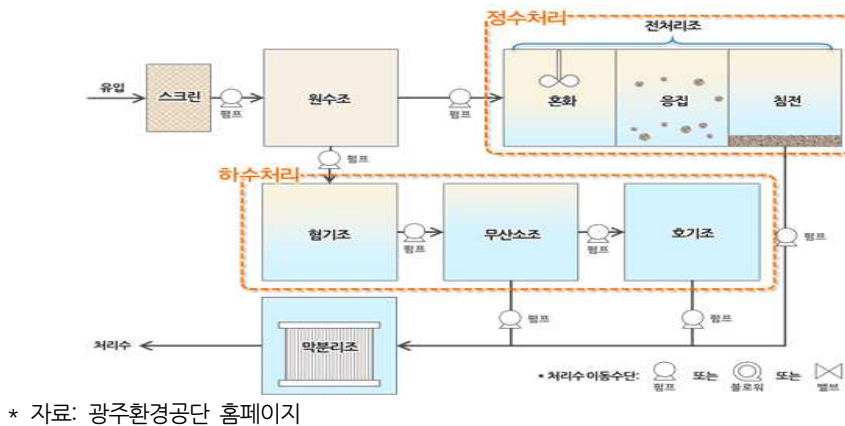 정수처리
전처리조
유입
스크린
펌프
원수조
펌프
혼화
응집
침전
펌프
하수처리
혐기조
펌프
무산소조
펌프
호기조
펌프
펌프
펌프
처리수
막분리조
* 처리수 이동수단: 펌프 또는 블로워 또는 밸브
* 자료: 광주환경공단 홈페이지